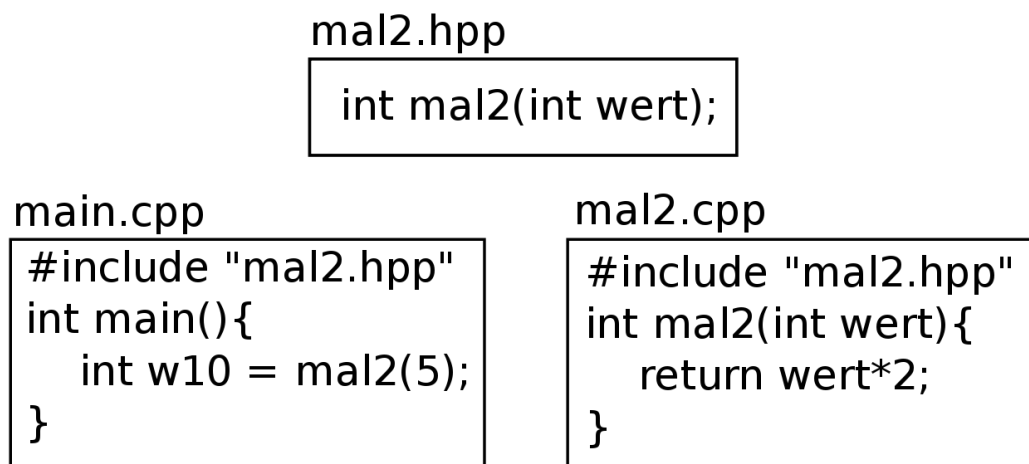 mal2.hpp
int mal2(int wert);
main.cpp
#include "mal2.hpp"
int main(){
int w10 = mal2(5);
}
mal2.cpp
#include "mal2.hpp"
int mal2(int wert){
return wert*2;
}